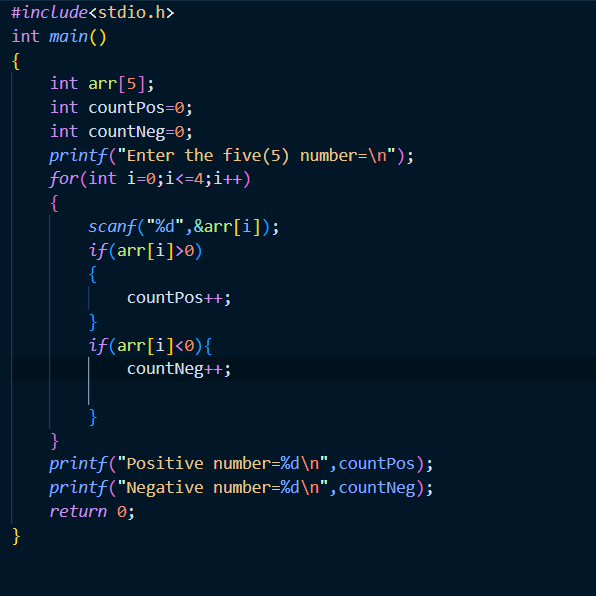 #include<stdio.h>
int main()
{
    int arr[5];
    int countPos=0;
    int countNeg=0;
    printf("Enter the five(5) number=\n");
    for(int i=0;i<=4;i++)
    {
        scanf("%d",&arr[i]);
        if(arr[i]>0)
        {
            countPos++;
        }
        if(arr[i]<0){
            countNeg++;

        }
    }
    printf("Positive number=%d\n",countPos);
    printf("Negative number=%d\n",countNeg);
    return 0;
}